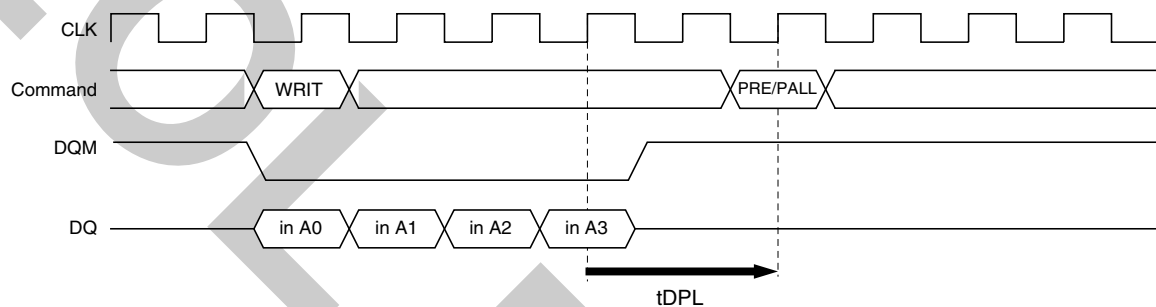 CLK
Command WRIT PRE/PALL
DQM
DQ in A0 in A1 in A2 in A3
tDPL